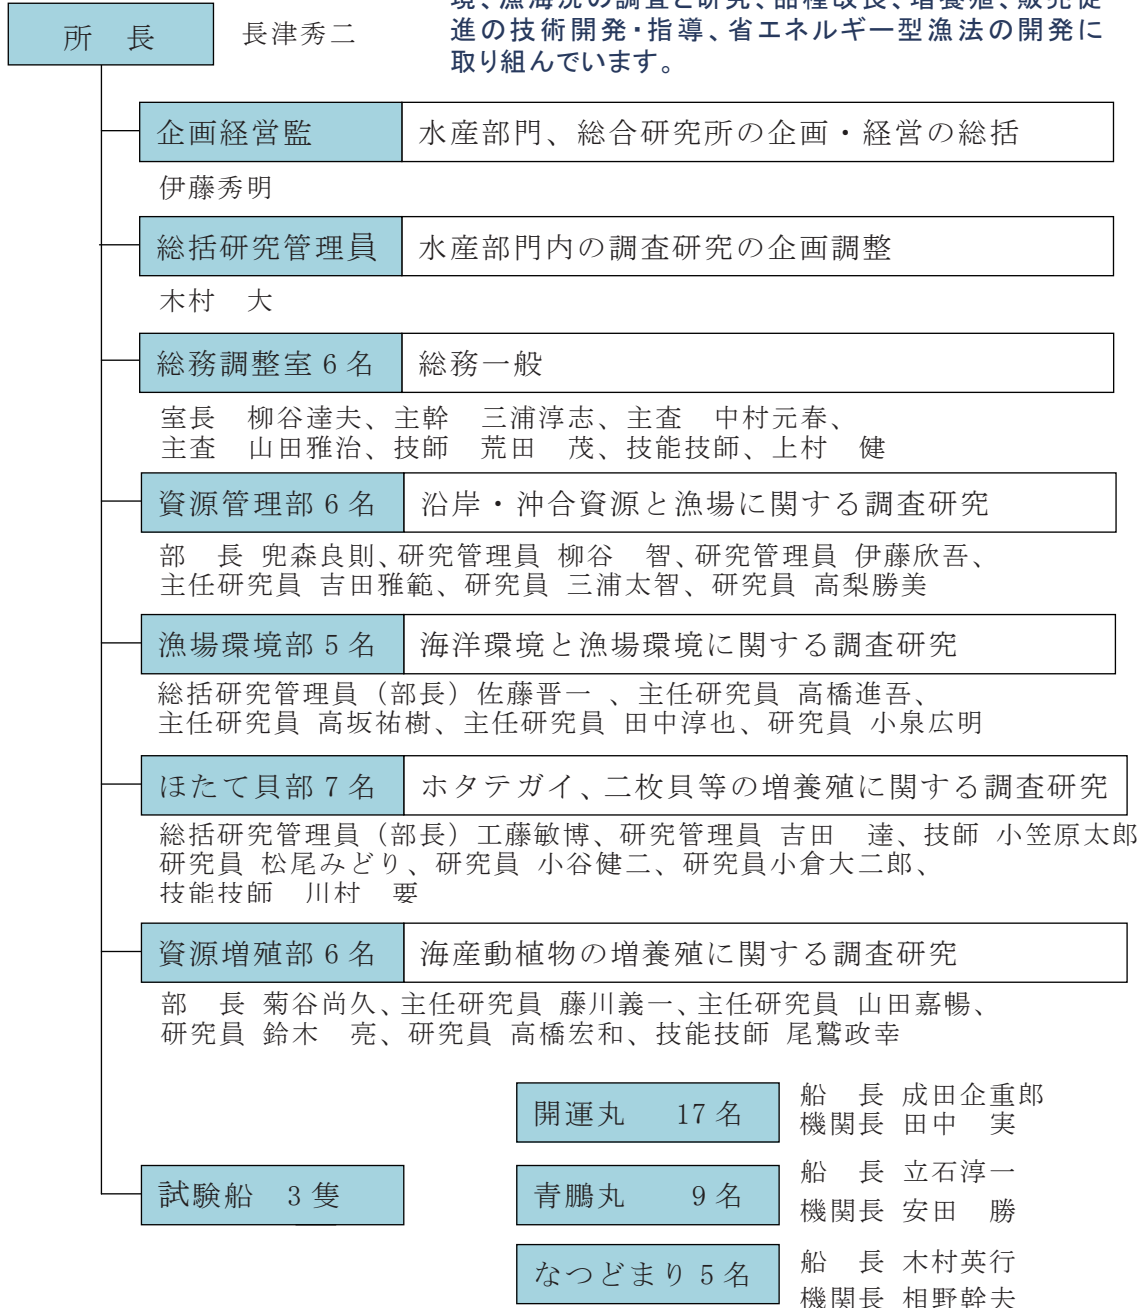 境、漁海況の調査と研究、品種改良、増養殖、販売促
進の技術開発・指導、省エネルギー型漁法の開発に
取り組んでいます。
所　長　長津秀二
企画経営監　水産部門、総合研究所の企画・経営の総括
伊藤秀明
総括研究管理員　水産部門内の調査研究の企画調整
木村　大
総務調整室 6 名　総務一般
室長　柳谷達夫、主幹　三浦淳志、主査　中村元春、
主査　山田雅治、技師　荒田　茂、技能技師、上村　健
資源管理部 6 名　沿岸・沖合資源と漁場に関する調査研究
部　長 兜森良則、研究管理員 柳谷　智、研究管理員 伊藤欣吾、
主任研究員 吉田雅範、研究員 三浦太智、研究員 高梨勝美
漁場環境部 5 名　海洋環境と漁場環境に関する調査研究
総括研究管理員（部長）佐藤晋一 、主任研究員 高橋進吾、
主任研究員 高坂祐樹、主任研究員 田中淳也、研究員 小泉広明
ほたて貝部 7 名　ホタテガイ、二枚貝等の増養殖に関する調査研究
総括研究管理員（部長）工藤敏博、研究管理員 吉田　達、技師 小笠原太郎
研究員 松尾みどり、研究員 小谷健二、研究員小倉大二郎、
技能技師　川村　要
資源増殖部 6 名　海産動植物の増養殖に関する調査研究
部　長 菊谷尚久、主任研究員 藤川義一、主任研究員 山田嘉暢、
研究員 鈴木　亮、研究員 高橋宏和、技能技師 尾鷲政幸
試験船　3 隻
開運丸　17 名
船　長 成田企重郎
機関長 田中　実
青鵬丸　9 名
船　長 立石淳一
機関長 安田　勝
なつどまり 5 名
船　長 木村英行
機関長 相野幹夫